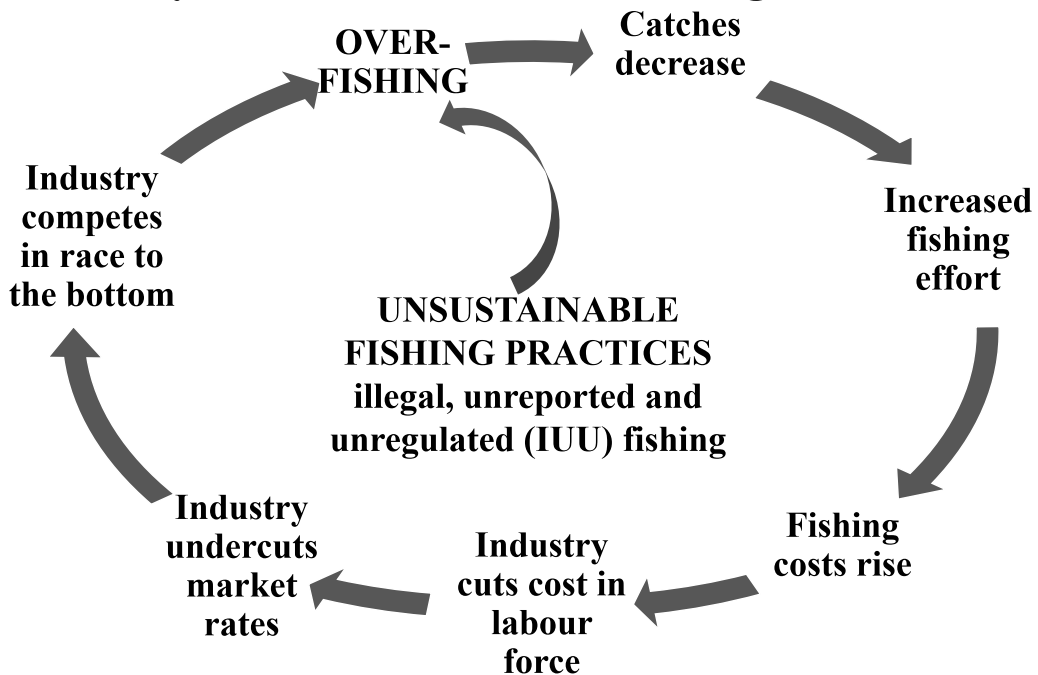 OVER-
FISHING
Catches
decrease
Increased
fishing
effort
Fishing
costs rise
Industry
cuts cost in
labour
force
Industry
undercuts
market
rates
Industry
competes
in race to
the bottom
UNSUSTAINABLE
FISHING PRACTICES
illegal, unreported and
unregulated (IUU) fishing